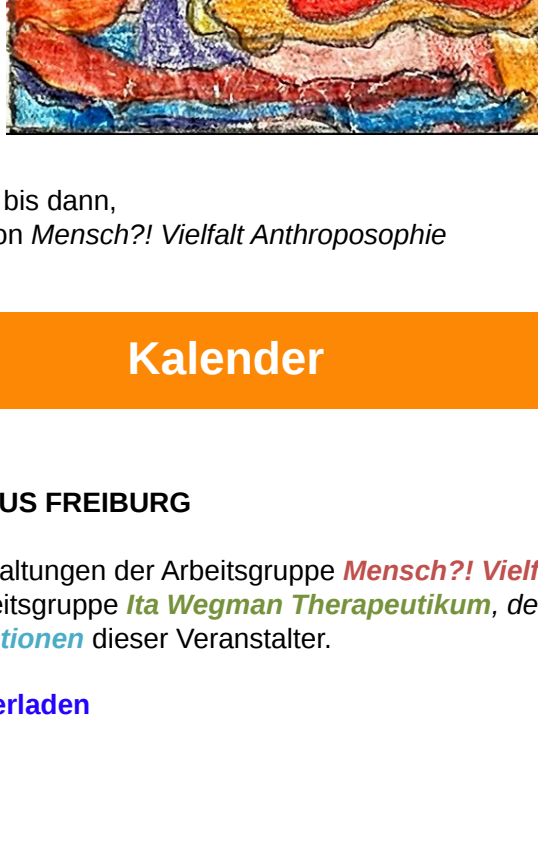 bis dann,
on Mensch?! Vielfalt Anthroposophie
Kalender
US FREIBURG
altungen der Arbeitsgruppe Mensch?! Vielf
eitsgruppe Ita Wegman Therapeutikum, de
tionen dieser Veranstalter.
erladen